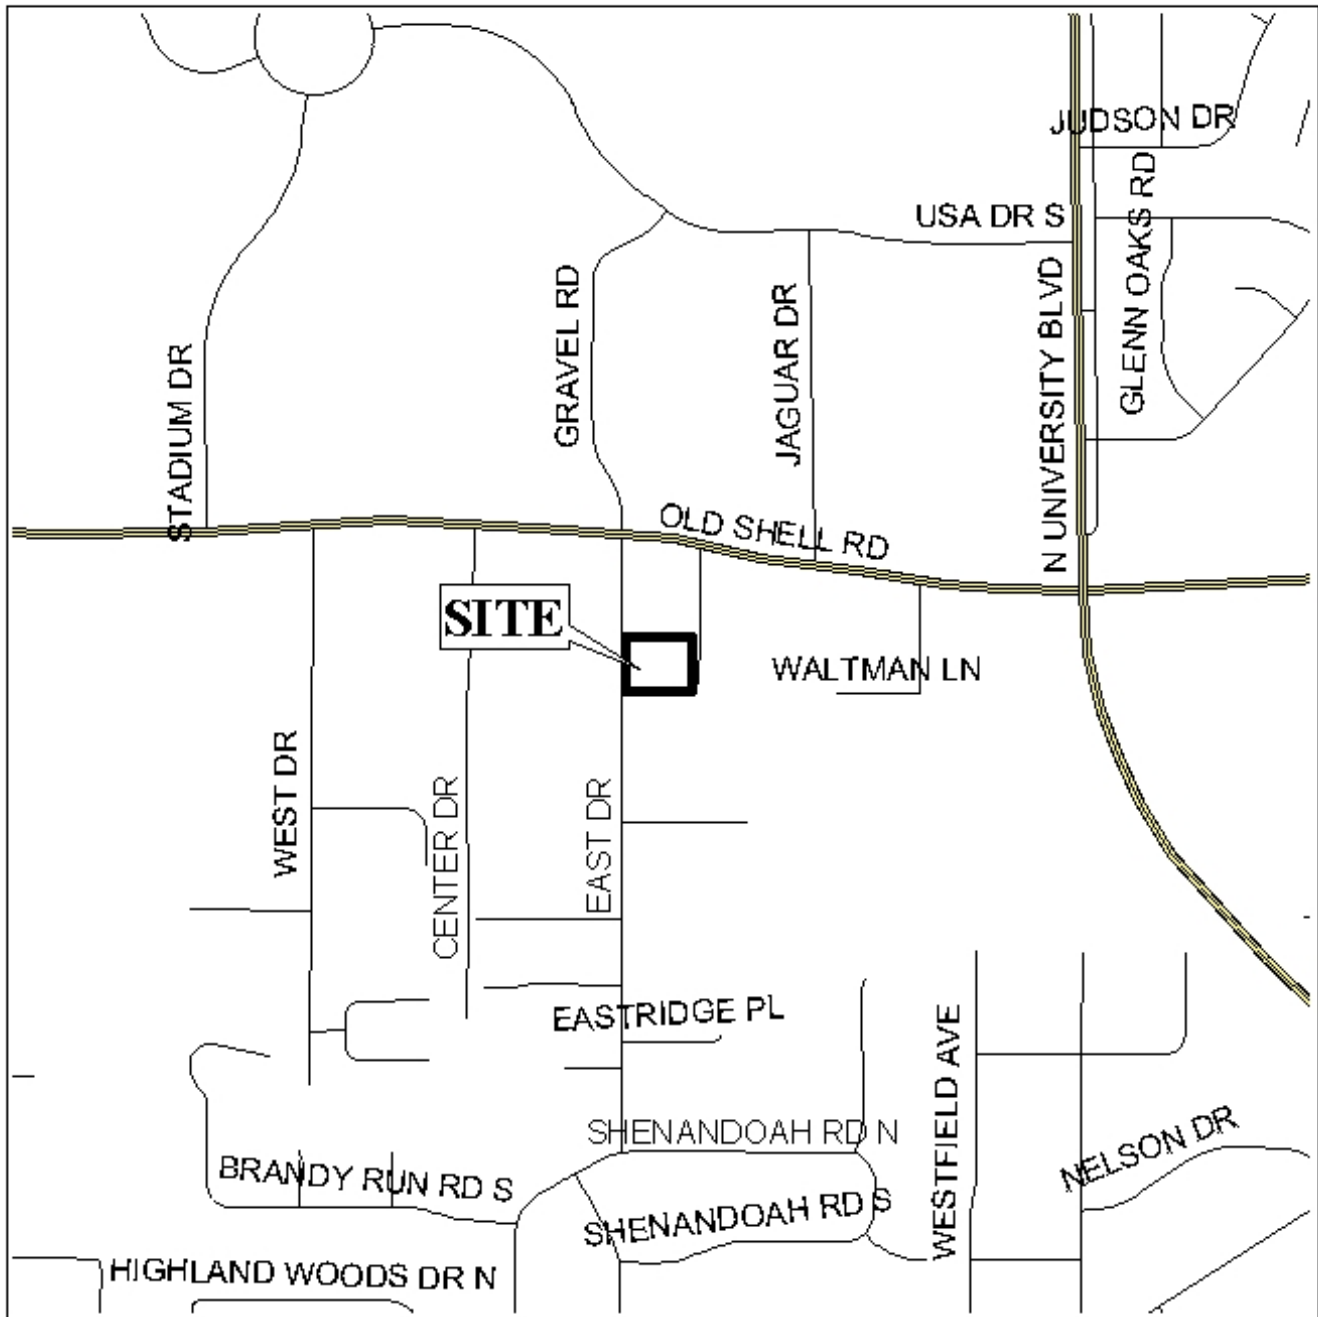 JUDSON DR
USA DR S
GLENN OAKS RD
N UNIVERSITY BLVD
GRAVEL RD
JAGUAR DR
STADIUM DR
OLD SHELL RD
SITE
WALTMAN LN
WEST DR
CENTER DR
EAST DR
EASTRIDGE PL
WESTFIELD AVE
SHENANDOAH RD N
NELSON DR
BRANDY RUN RD S
SHENANDOAH RD S
HIGHLAND WOODS DR N